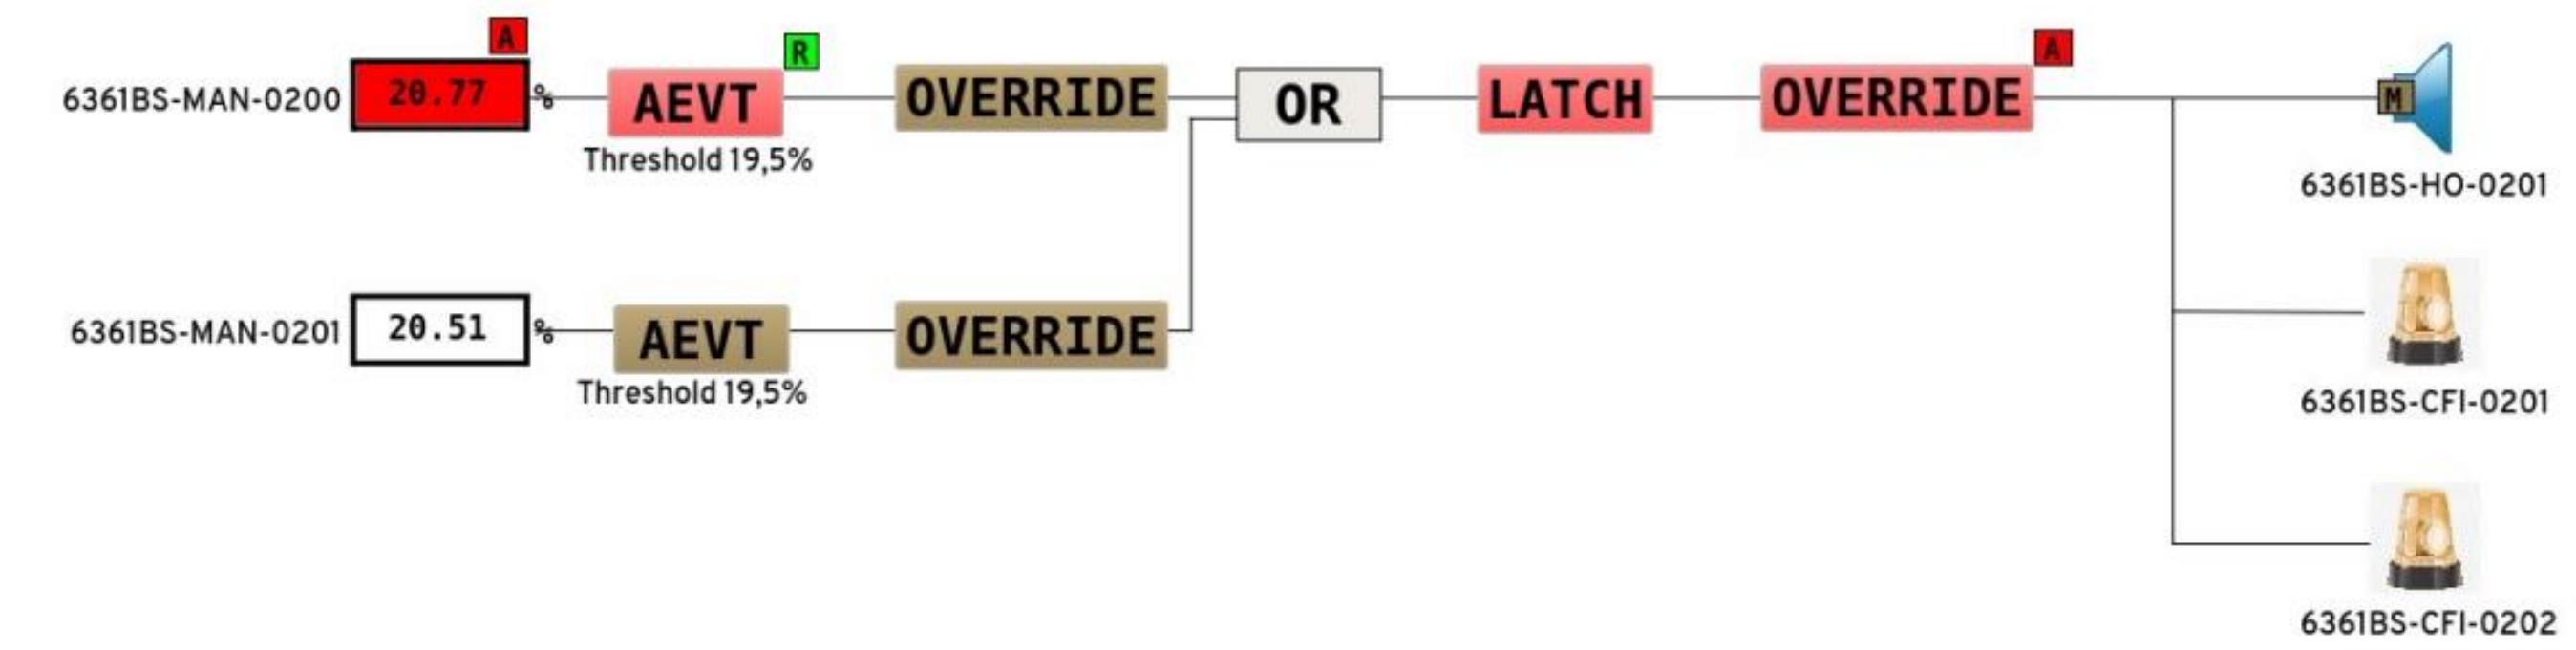 A
R
A
6361BS-MAN-0200 20.77 % AEVT OVERRIDE OR LATCH OVERRIDE M
Threshold 19,5%
6361BS-HO-0201
6361BS-MAN-0201 20.51 % AEVT OVERRIDE
Threshold 19,5%
6361BS-CFI-0201
6361BS-CFI-0202